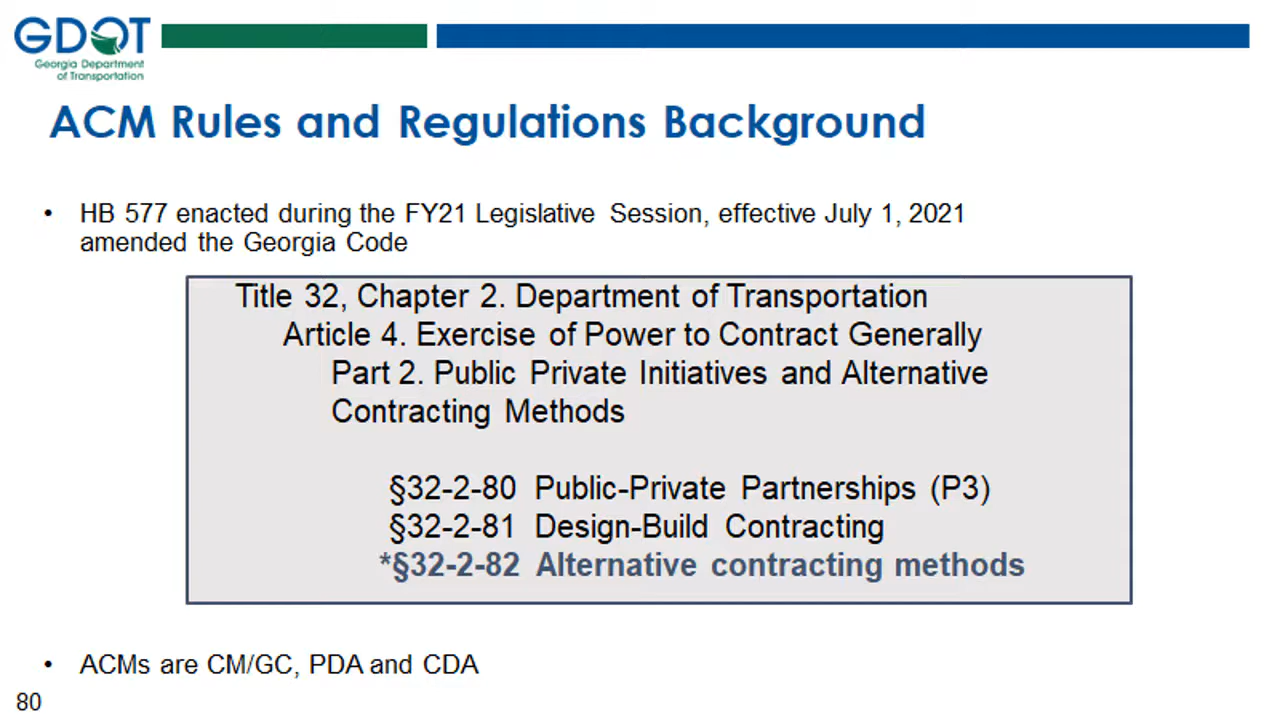 GDOT
Georgia Department
of Transportation
ACM Rules and Regulations Background
• HB 577 enacted during the FY21 Legislative Session, effective July 1, 2021
amended the Georgia Code
Title 32, Chapter 2. Department of Transportation
Article 4. Exercise of Power to Contract Generally
Part 2. Public Private Initiatives and Alternative
Contracting Methods
§32-2-80 Public-Private Partnerships (P3)
§32-2-81 Design-Build Contracting
*§32-2-82 Alternative contracting methods
• ACMs are CM/GC, PDA and CDA
80